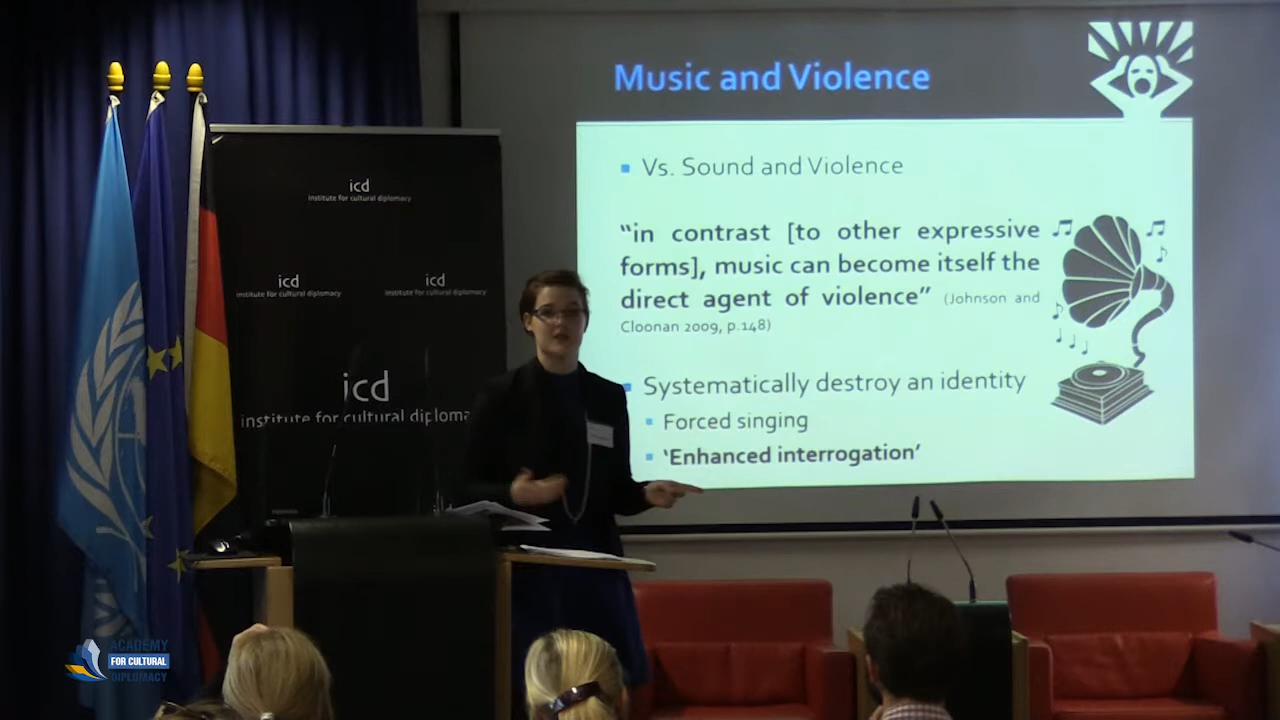 Music and Violence
Vs. Sound and Violence
“in contrast [to other expressive
forms], music can become itself the
direct agent of violence” (Johnson and
Cloonan 2009, p.148)
Systematically destroy an identity
Forced singing
‘Enhanced interrogation’
icd
institute for cultural diplomacy
icd
institute for cultural diplomacy
icd
institute for cultural diplomacy
icd
institute for cultural diploma
ACADEMY
FOR CULTURAL
DIPLOMACY